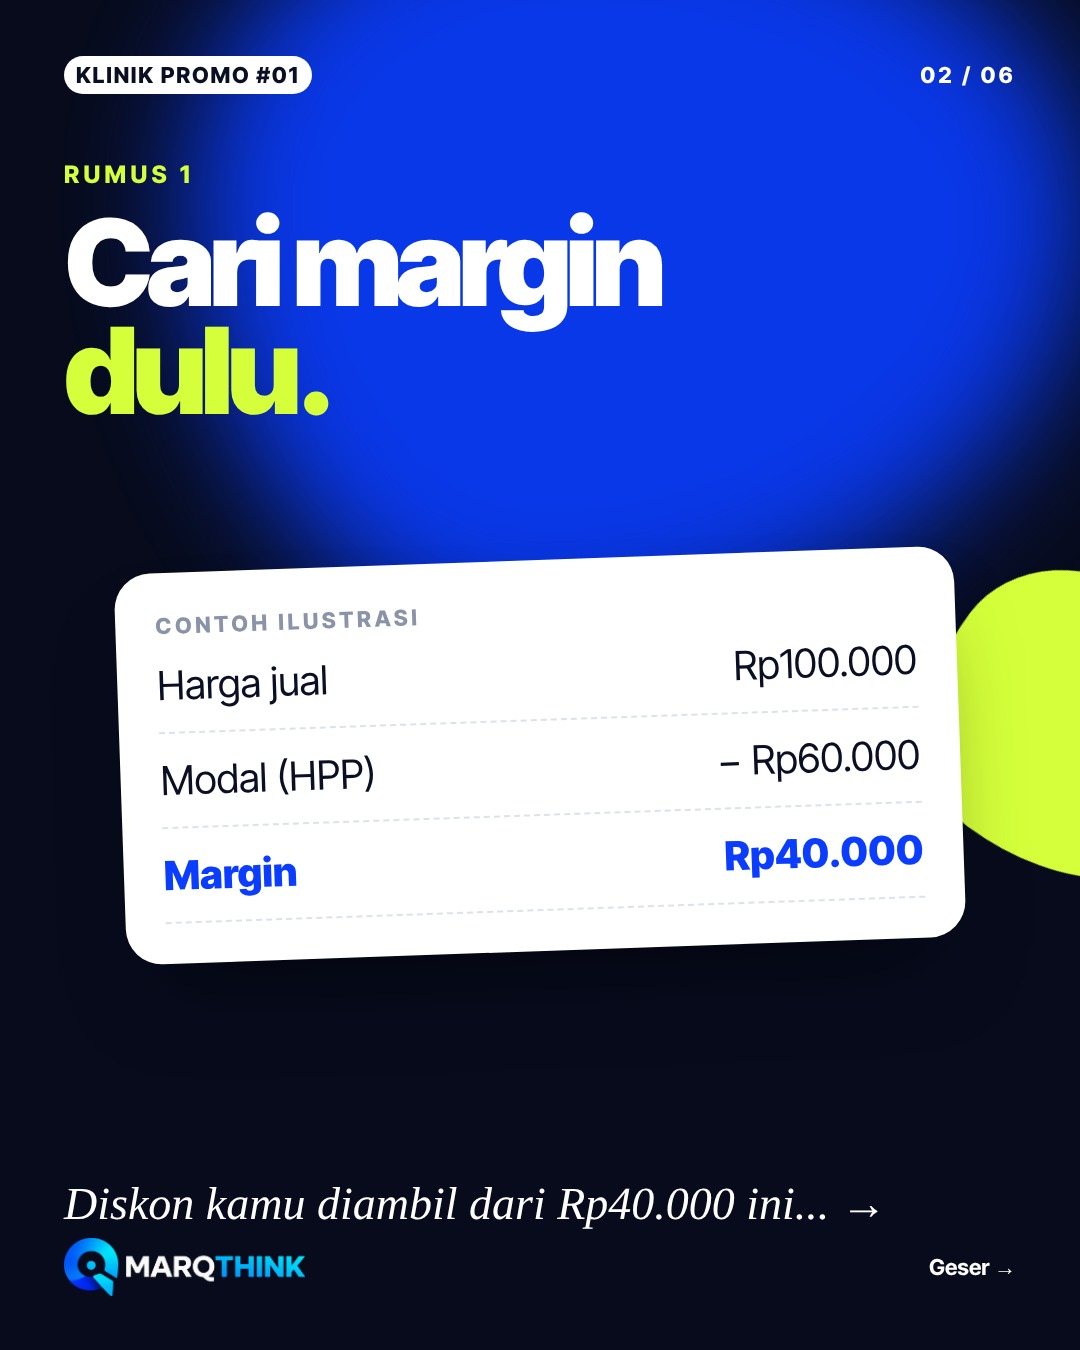 KLINIK PROMO #01
02 / 06
RUMUS 1
Cari margin
dulu.
CONTOH ILUSTRASI
Harga jual Rp100.000
Modal (HPP) – Rp60.000
Margin Rp40.000
Diskon kamu diambil dari Rp40.000 ini... →
MARQTHINK
Geser →